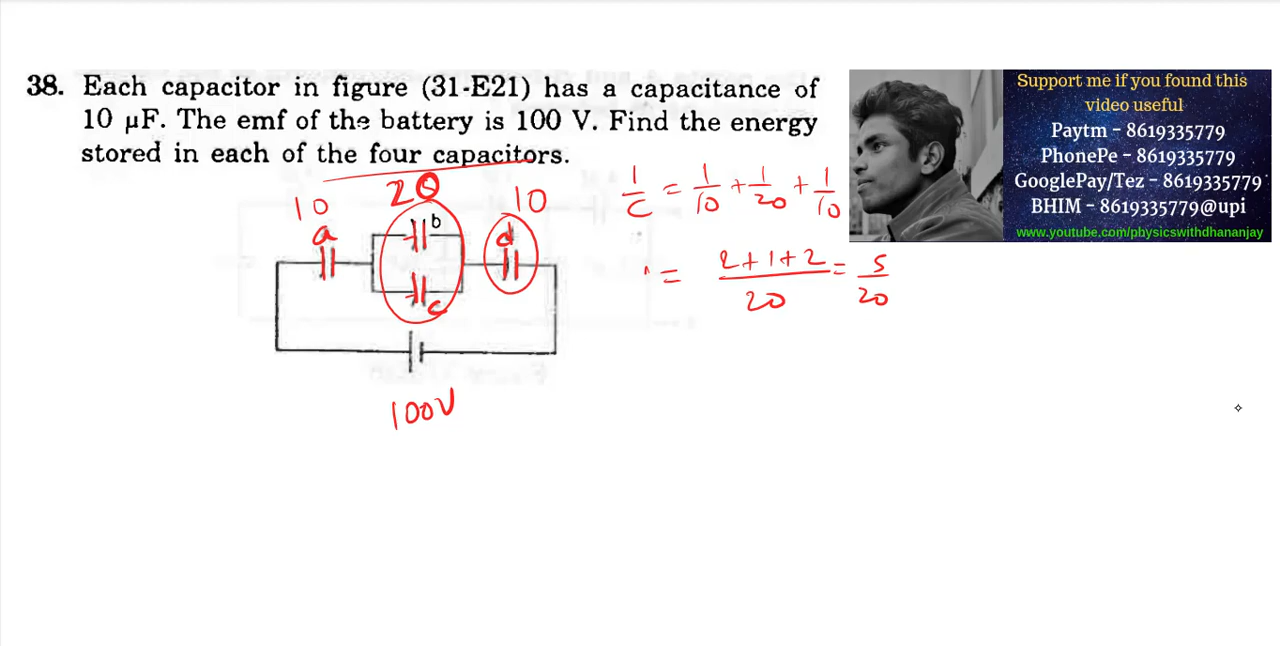 38. Each capacitor in figure (31-E21) has a capacitance of
10 μF. The emf of the battery is 100 V. Find the energy
stored in each of the four capacitors.
Support me if you found this
video useful
Paytm - 8619335779
PhonePe - 8619335779
GooglePay/Tez - 8619335779
BHIM - 8619335779@upi
www.youtube.com/physicswithdhananjay
10 20 10
a b d
c
100V
1/C = 1/10 + 1/20 + 1/10
= 2+1+2/20 = 5/20